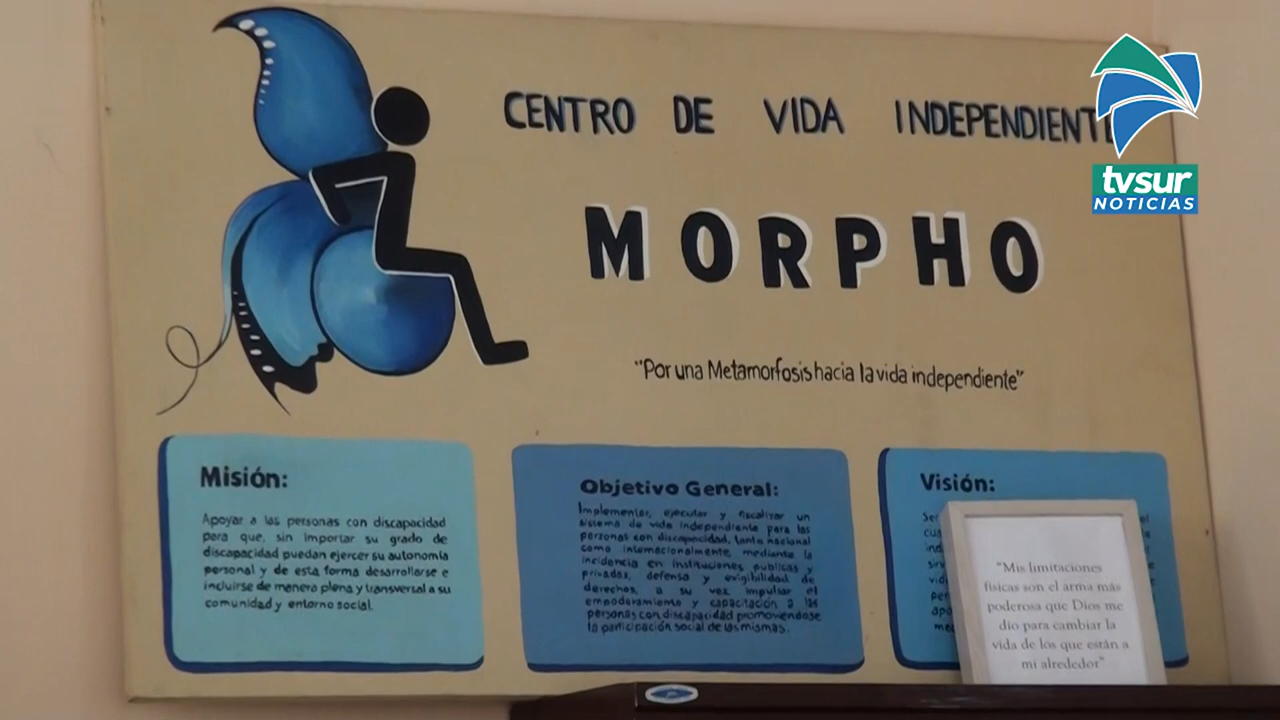 CENTRO DE VIDA INDEPENDIENTE
tvsur
NOTICIAS
MORPHO
"Por una Metamorfosis hacia la vida independiente"
Misión:
Apoyar a las personas con discapacidad
para que, sin importar su grado de
discapacidad puedan ejercer su autonomía
personal y de esta forma desarrollarse e
incluirse de manera plena y transversal a su
comunidad y entorno social.
Objetivo General:
Implementar, ejecutar y fiscalizar un
sistema de vida independiente para las
personas con discapacidad, tanto nacional
como internacionalmente, mediante la
incidencia en instituciones publicas y
privadas, defensa y exigibilidad de
derechos, a su vez impulsar el
empoderamiento y capacitación a las
personas con discapacidad promoviendose
la participación social de las mismas.
Visión:
"Mis limitaciones
físicas son el arma más
poderosa que Dios me
dio para cambiar la
vida de los que están a
mi alrededor"